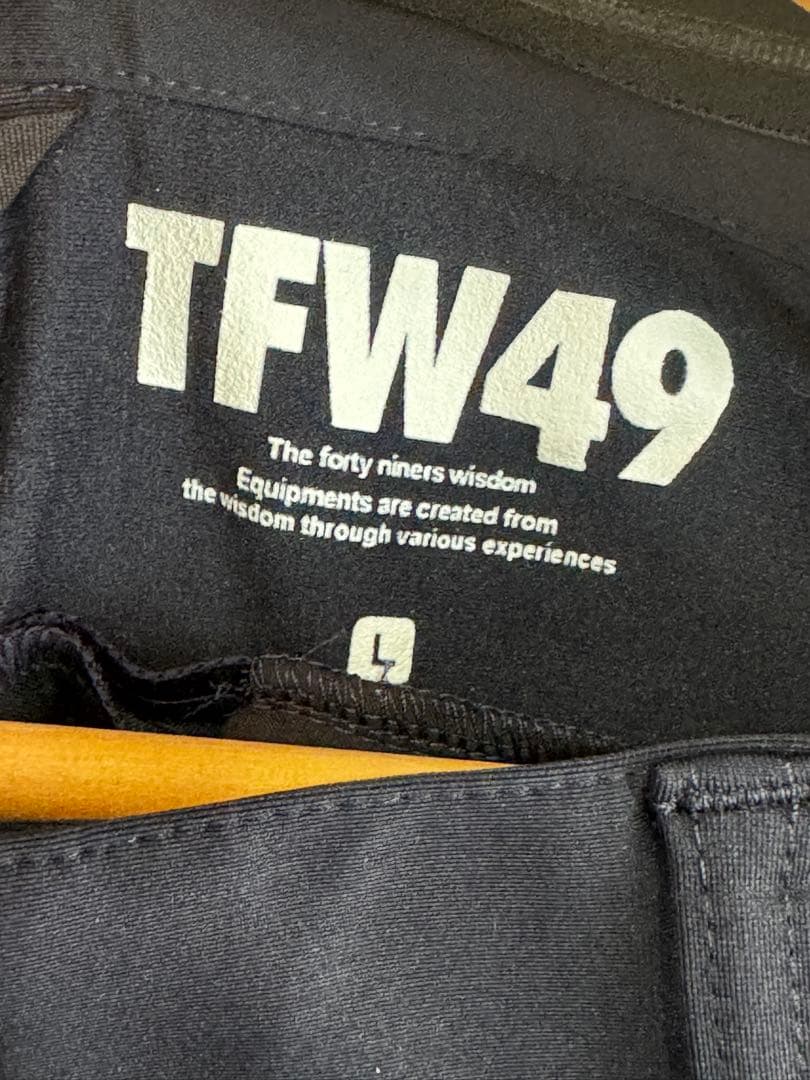 TFW49
The forty niners wisdom
Equipments are created from
the wisdom through various experiences
L